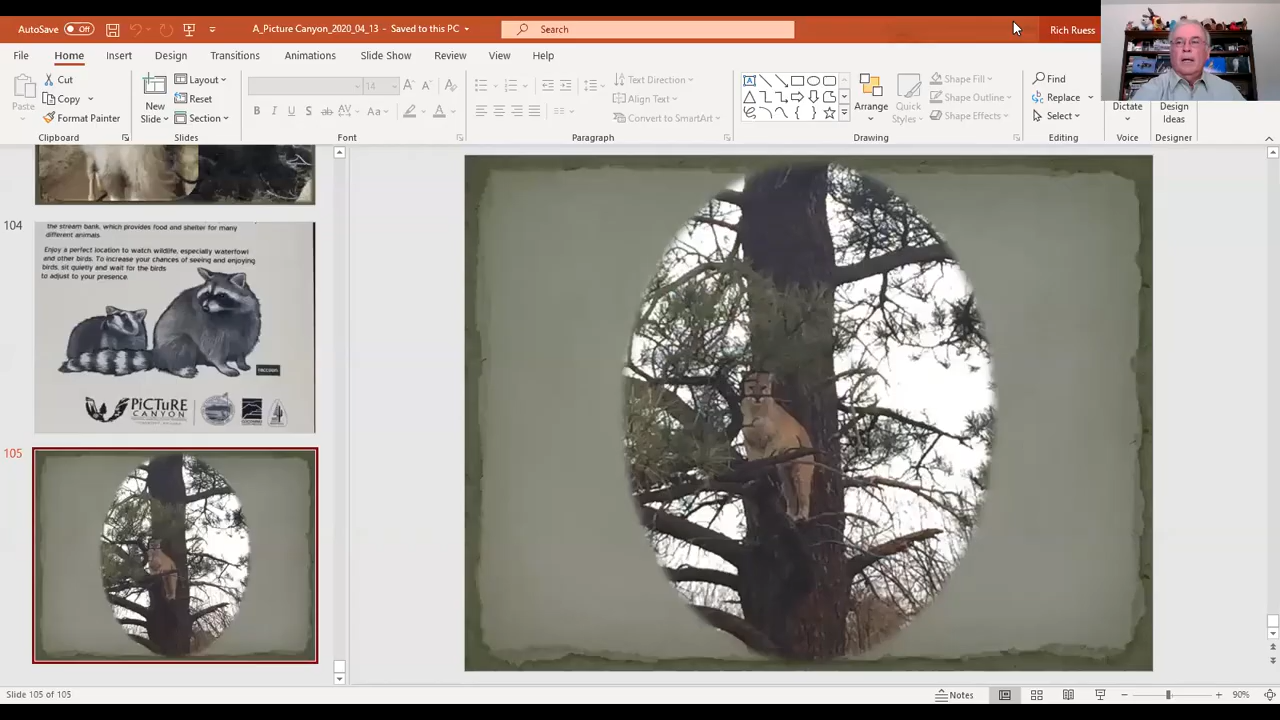 AutoSave Off
A_Picture Canyon_2020_04_13 - Saved to this PC
Search
Rich Ruess
File Home Insert Design Transitions Animations Slide Show Review View Help
Paste
Cut
Copy
Format Painter
Clipboard
New Slide
Layout
Reset
Section
Slides
14
B I U S ab AV Aa A
Font
Text Direction
Align Text
Convert to SmartArt
Paragraph
Arrange
Quick Styles
Shape Fill
Shape Outline
Shape Effects
Drawing
Find
Replace
Select
Editing
Dictate
Voice
Design Ideas
Designer
104
the stream bank, which provides food and shelter for many
different animals.
Enjoy a perfect location to watch wildlife, especially waterfowl
and other birds. To increase your chances of seeing and enjoying
birds, sit quietly and wait for the birds
to adjust to your presence.
raccoon
PiCTURE
CANYON
105
Slide 105 of 105
Notes
90%